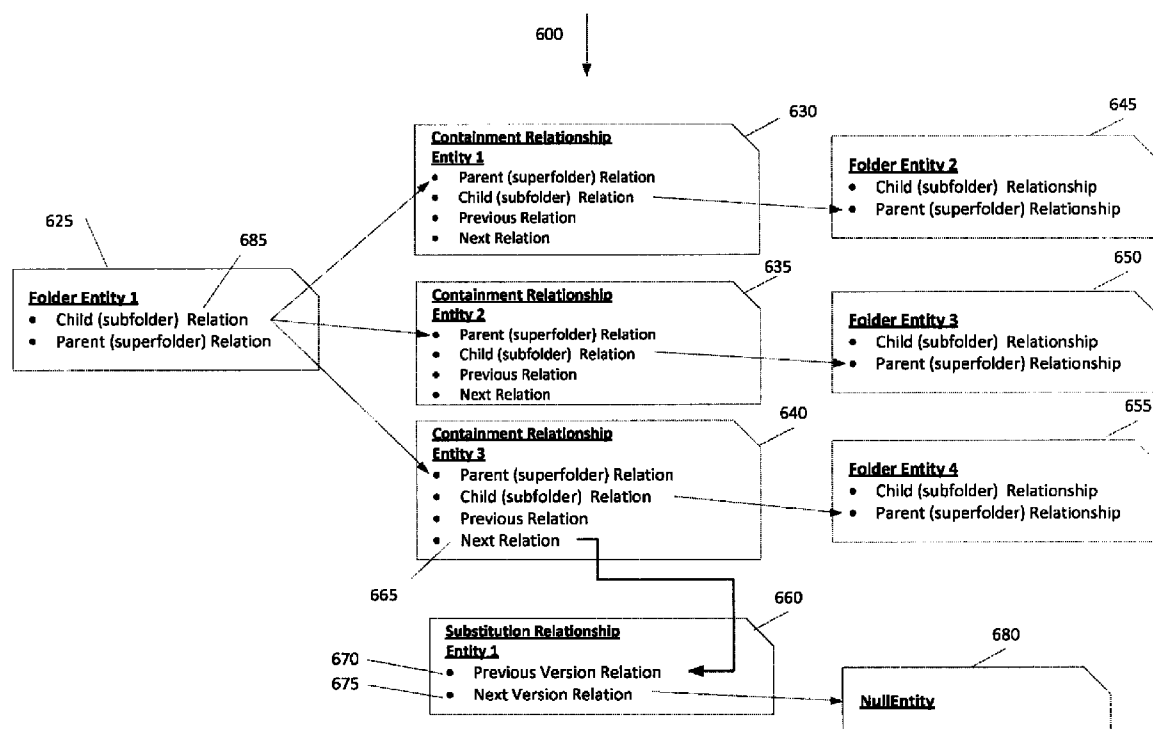 600
630
645
Containment Relationship
Entity 1
• Parent (superfolder) Relation
• Child (subfolder) Relation
• Previous Relation
• Next Relation
Folder Entity 2
• Child (subfolder) Relationship
• Parent (superfolder) Relationship
625
685
Folder Entity 1
• Child (subfolder) Relation
• Parent (superfolder) Relation
635
650
Containment Relationship
Entity 2
• Parent (superfolder) Relation
• Child (subfolder) Relation
• Previous Relation
• Next Relation
Folder Entity 3
• Child (subfolder) Relationship
• Parent (superfolder) Relationship
640
655
Containment Relationship
Entity 3
• Parent (superfolder) Relation
• Child (subfolder) Relation
• Previous Relation
• Next Relation
Folder Entity 4
• Child (subfolder) Relationship
• Parent (superfolder) Relationship
665
660
Substitution Relationship
Entity 1
670
• Previous Version Relation
675
• Next Version Relation
680
NullEntity